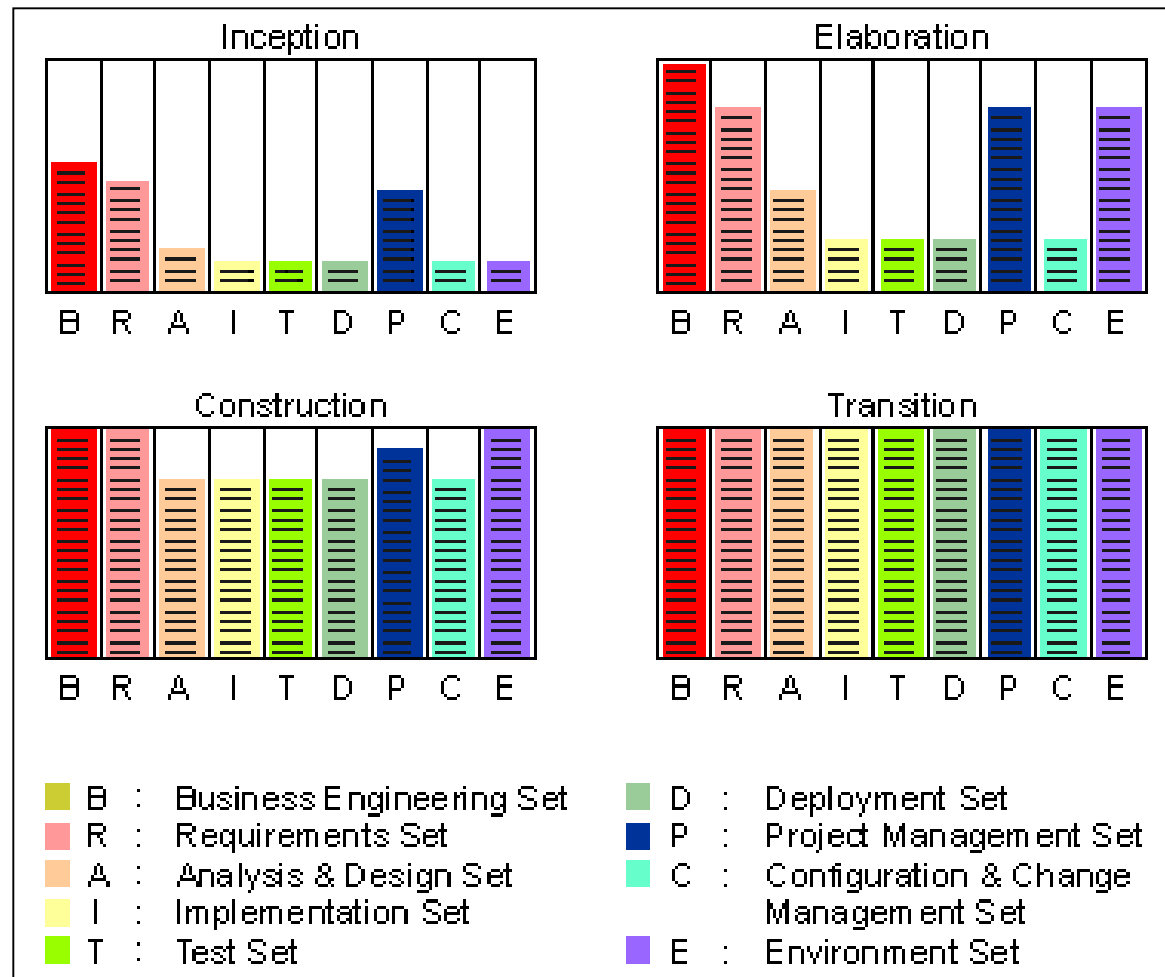 Inception
Elaboration
B R A I T D P C E
B R A I T D P C E
Construction
Transition
B R A I T D P C E
B R A I T D P C E
B : Business Engineering Set
R : Requirements Set
A : Analysis & Design Set
I : Implementation Set
T : Test Set
D : Deployment Set
P : Project Management Set
C : Configuration & Change
Management Set
E : Environment Set